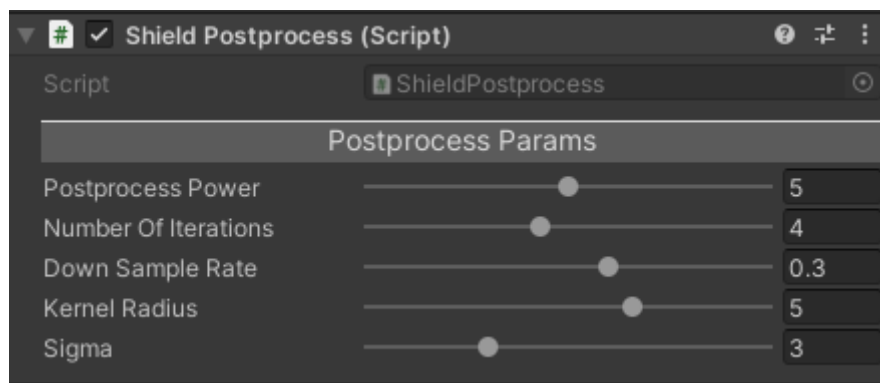 # Shield Postprocess (Script)
Script # ShieldPostprocess
Postprocess Params
Postprocess Power 5
Number Of Iterations 4
Down Sample Rate 0.3
Kernel Radius 5
Sigma 3